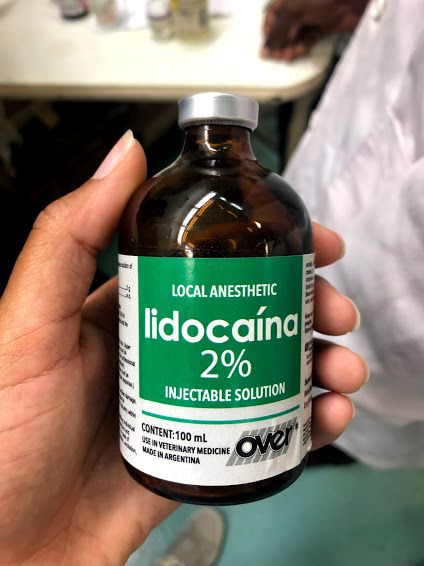 LOCAL ANESTHETIC
lidocaína
2%
INJECTABLE SOLUTION
CONTENT:100 mL
USE IN VETERINARY MEDICINE
MADE IN ARGENTINA
over